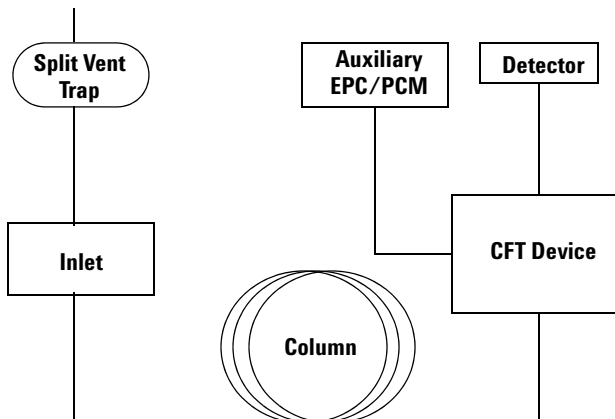 Split Vent
Trap
Auxiliary
EPC/PCM
Detector
Inlet
CFT Device
Column